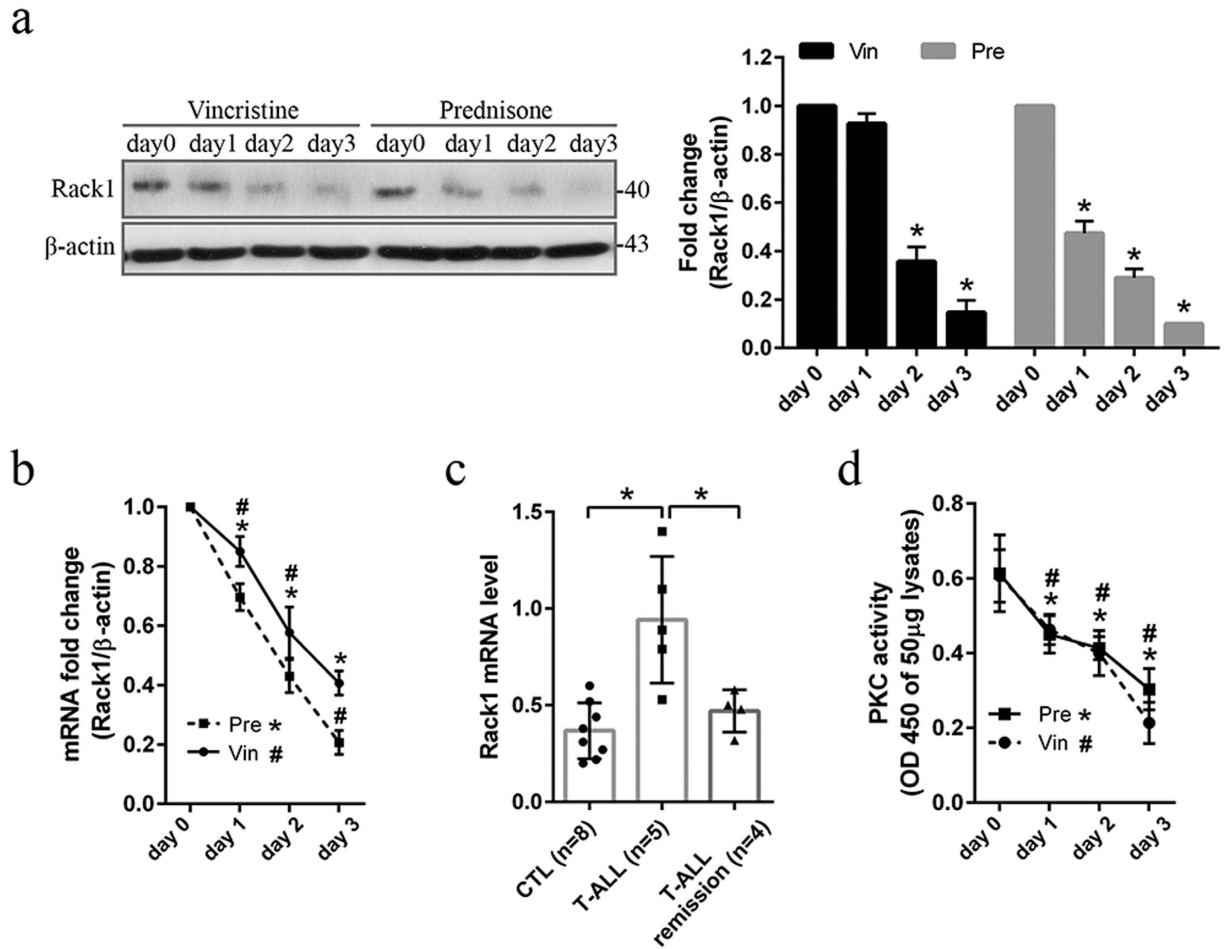 a
Vincristine Prednisone
day0 day1 day2 day3 day0 day1 day2 day3
Rack1
-40
β-actin
-43
Vin Pre
Fold change
(Rack1/β-actin)
1.2
1.0
0.8
0.6
0.4
0.2
0.0
* * * * *
day 0 day 1 day 2 day 3 day 0 day 1 day 2 day 3
b
mRNA fold change
(Rack1/β-actin)
1.0
0.8
0.6
0.4
0.2
0.0
#
*
#
*
*
#
Pre *
Vin #
day 0 day 1 day 2 day 3
c
Rack1 mRNA level
1.5
1.0
0.5
0.0
* *
CTL (n=8)
T-ALL (n=5)
T-ALL
remission (n=4)
d
PKC activity
(OD 450 of 50μg lysates)
0.8
0.6
0.4
0.2
0.0
#
*
#
*
#
*
Pre *
Vin #
day 0 day 1 day 2 day 3